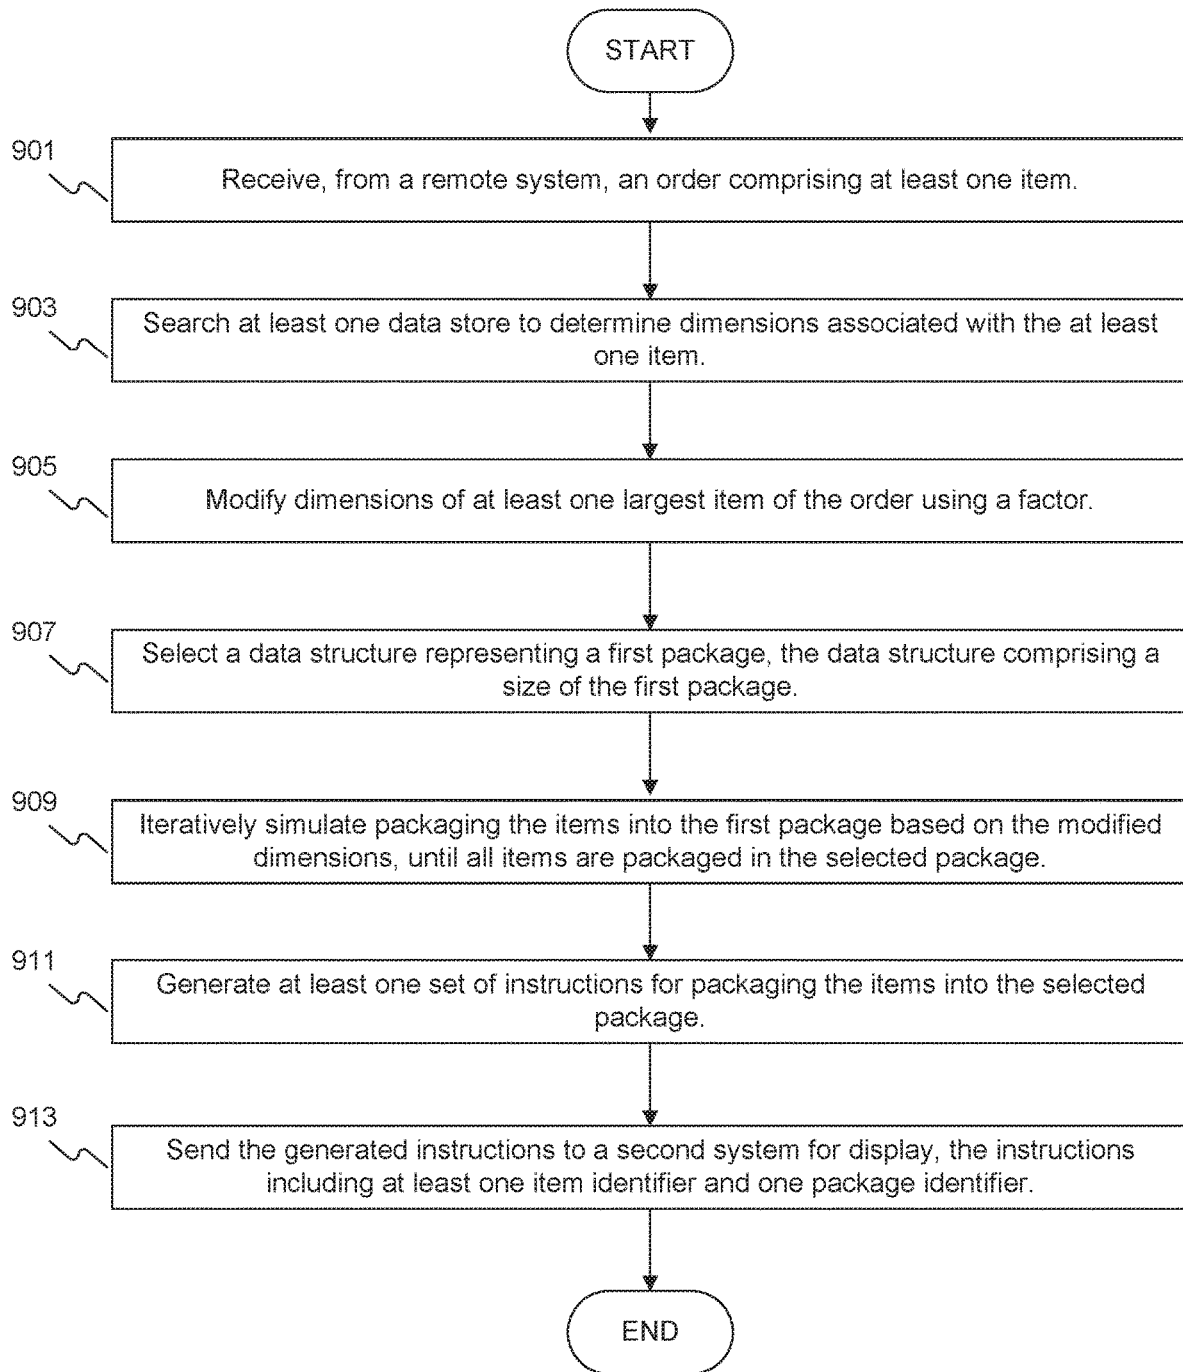 START
901
Receive, from a remote system, an order comprising at least one item.
903
Search at least one data store to determine dimensions associated with the at least
one item.
905
Modify dimensions of at least one largest item of the order using a factor.
907
Select a data structure representing a first package, the data structure comprising a
size of the first package.
909
Iteratively simulate packaging the items into the first package based on the modified
dimensions, until all items are packaged in the selected package.
911
Generate at least one set of instructions for packaging the items into the selected
package.
913
Send the generated instructions to a second system for display, the instructions
including at least one item identifier and one package identifier.
END